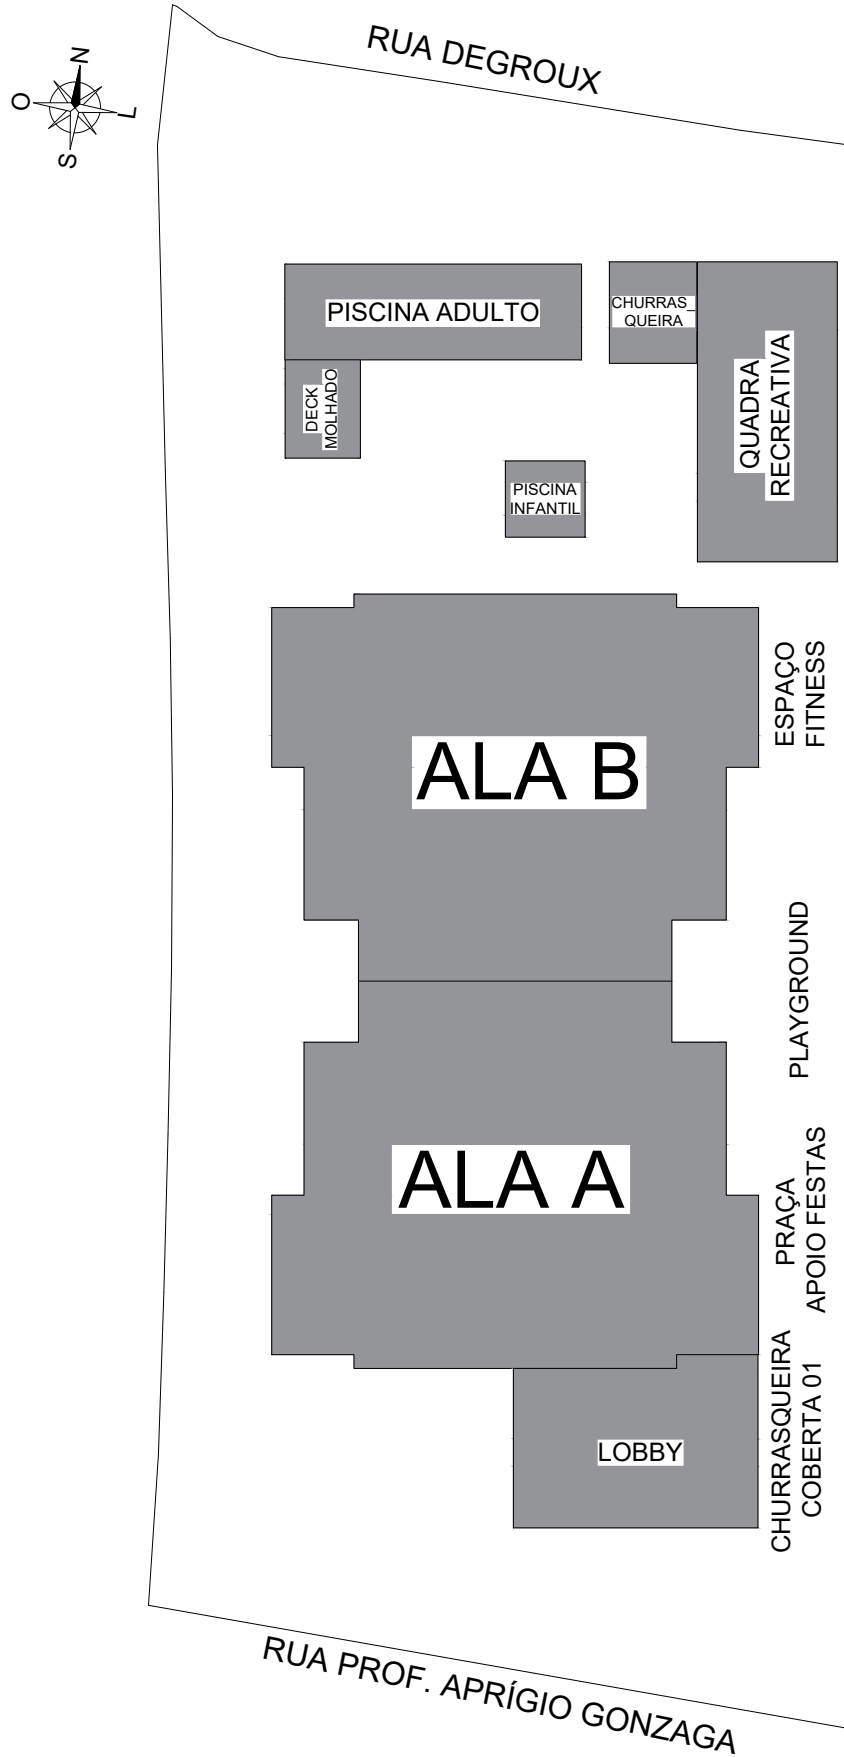 RUA DEGROUX
N
O
L
S
PISCINA ADULTO
CHURRAS_
QUEIRA
DECK
MOLHADO
QUADRA
RECREATIVA
PISCINA
INFANTIL
ESPAÇO
FITNESS
ALA B
PLAYGROUND
ALA A
PRAÇA
APOIO FESTAS
CHURRASQUEIRA
COBERTA 01
LOBBY
RUA PROF. APRÍGIO GONZAGA